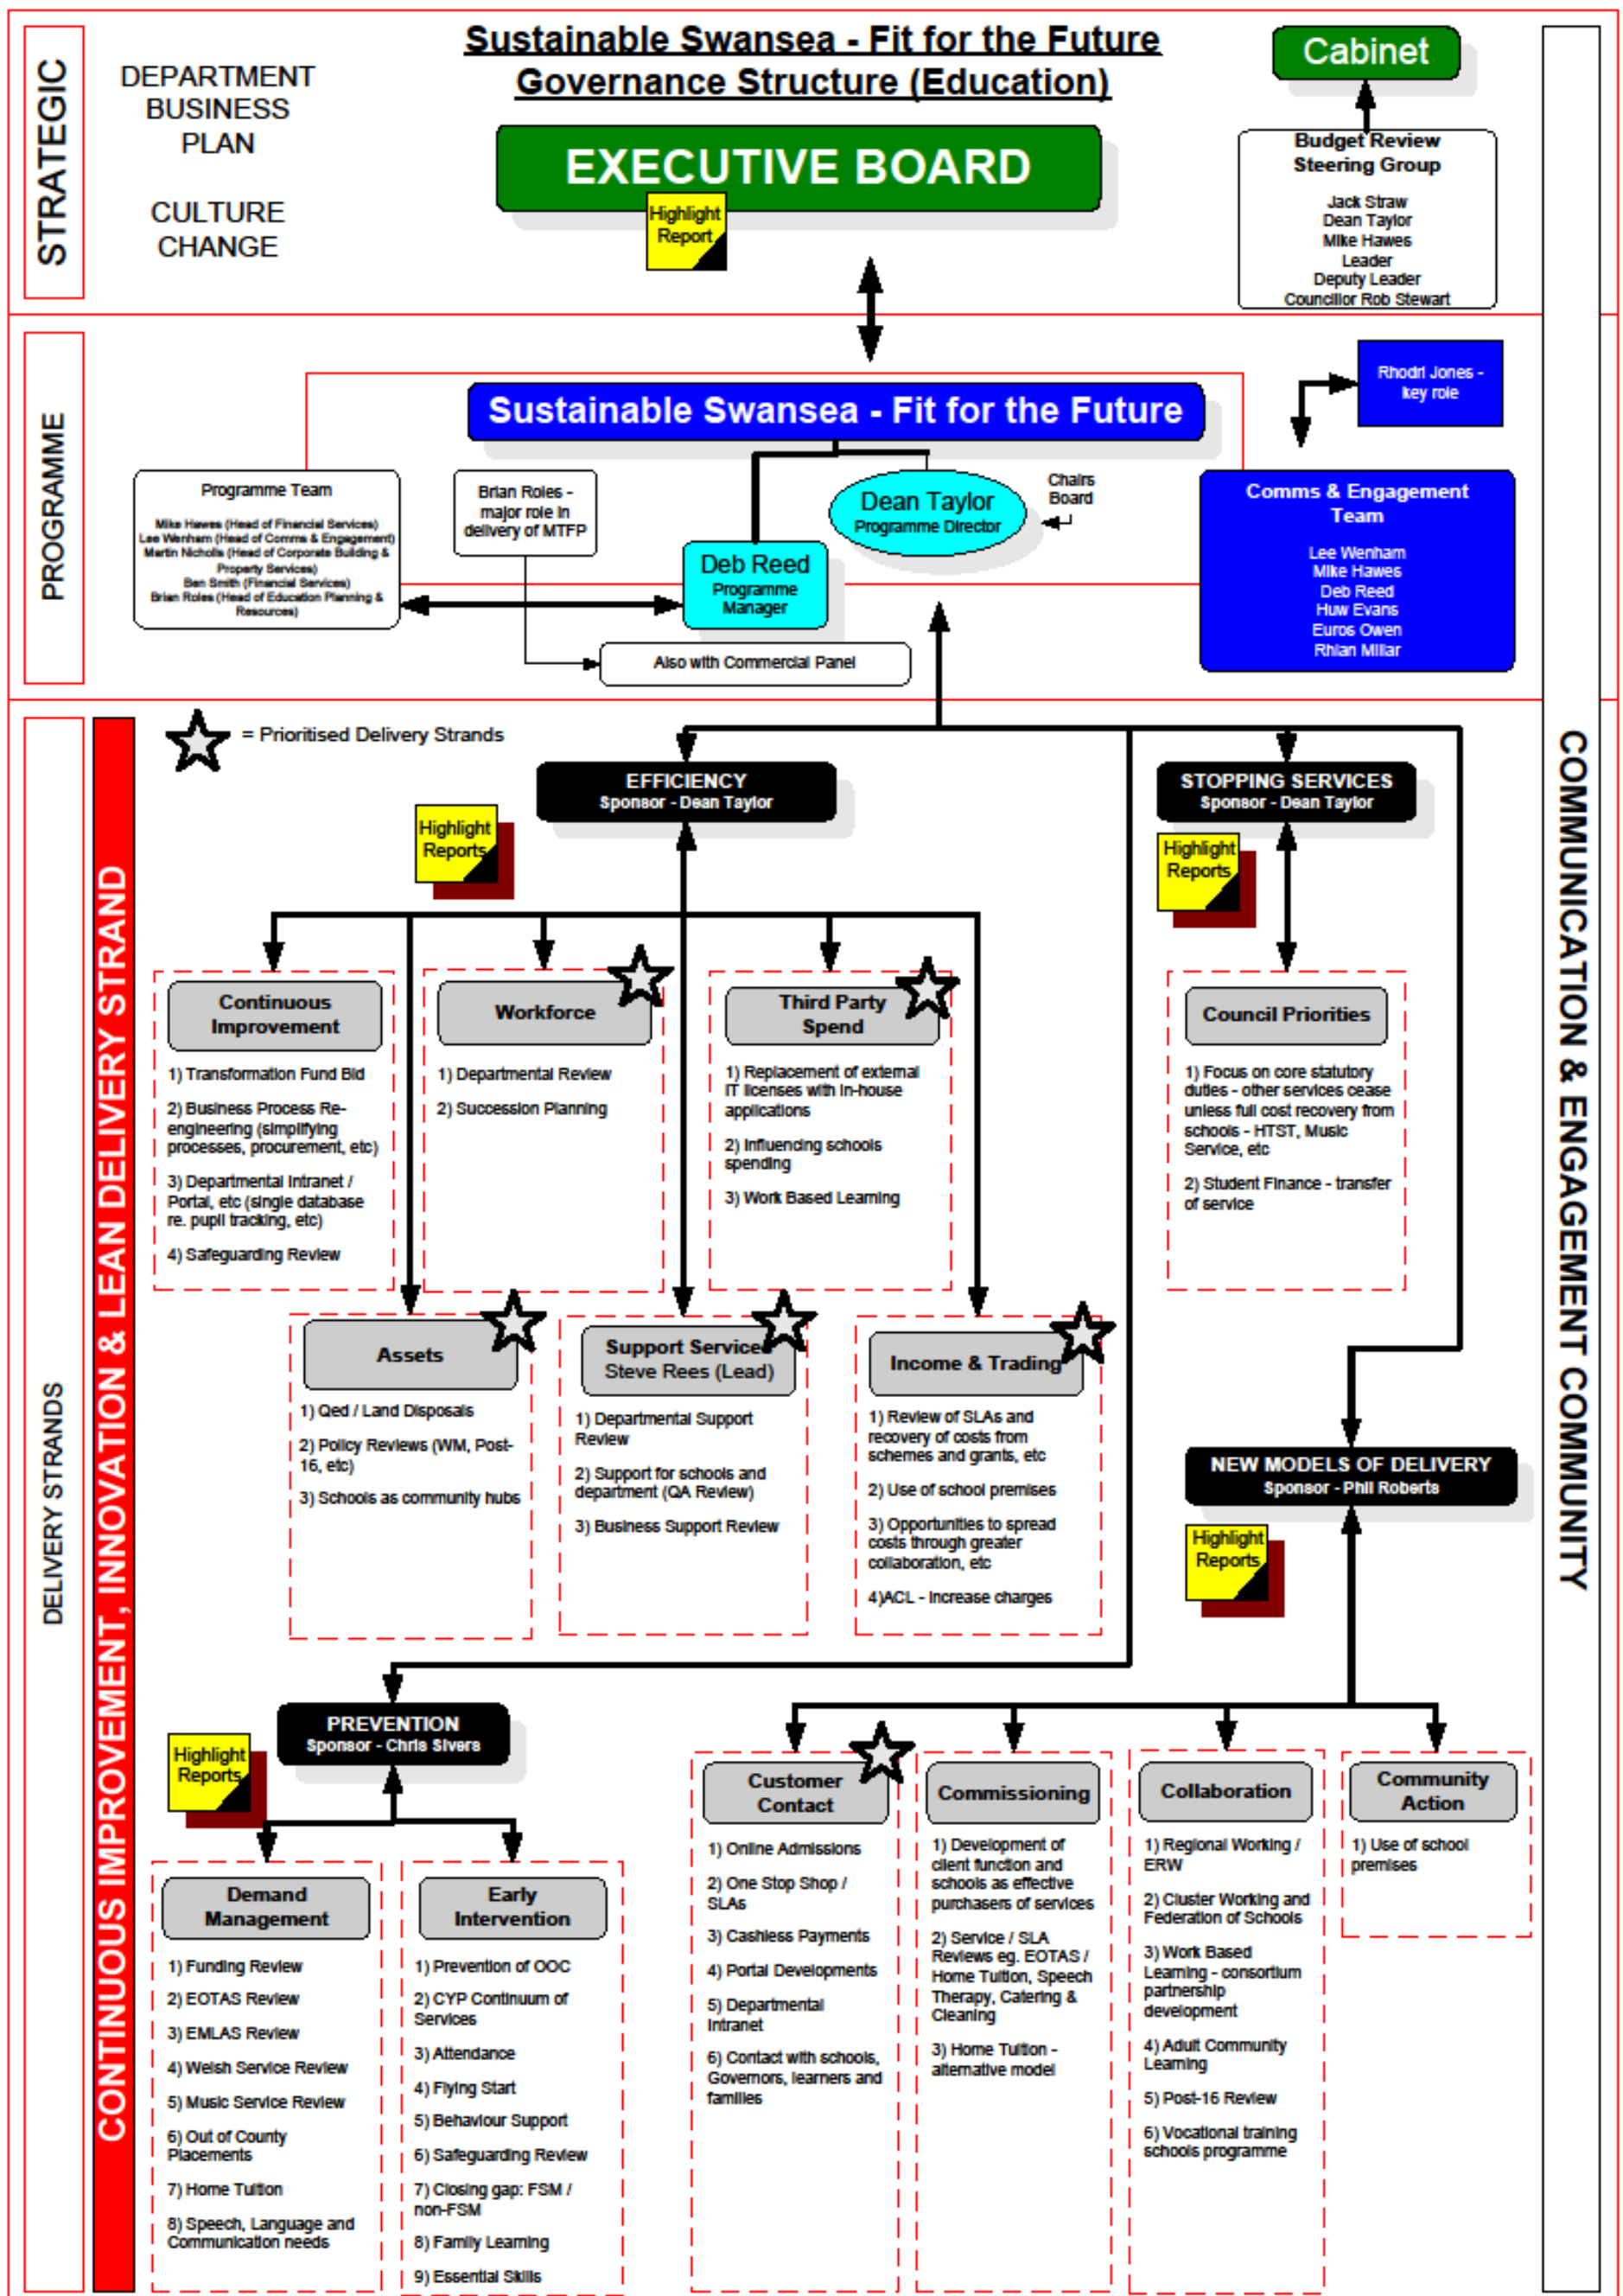 Sustainable Swansea - Fit for the Future
Governance Structure (Education)
STRATEGIC
DEPARTMENT
BUSINESS
PLAN
CULTURE
CHANGE
EXECUTIVE BOARD
Highlight
Report
Cabinet
Budget Review
Steering Group
Jack Straw
Dean Taylor
Mike Hawes
Leader
Deputy Leader
Councillor Rob Stewart
PROGRAMME
Sustainable Swansea - Fit for the Future
Rhodri Jones -
key role
Programme Team
Mike Hawes (Head of Financial Services)
Lee Wenham (Head of Comms & Engagement)
Martin Nicholls (Head of Corporate Building &
Property Services)
Ben Smith (Financial Services)
Brian Roles (Head of Education Planning &
Resources)
Brian Roles -
major role in
delivery of MTFP
Dean Taylor
Programme Director
Chairs
Board
Deb Reed
Programme
Manager
Also with Commercial Panel
Comms & Engagement
Team
Lee Wenham
Mike Hawes
Deb Reed
Huw Evans
Euros Owen
Rhian Millar
COMMUNICATION & ENGAGEMENT COMMUNITY
DELIVERY STRANDS
CONTINUOUS IMPROVEMENT, INNOVATION & LEAN DELIVERY STRAND
= Prioritised Delivery Strands
EFFICIENCY
Sponsor - Dean Taylor
Highlight
Reports
STOPPING SERVICES
Sponsor - Dean Taylor
Highlight
Reports
Continuous
Improvement
1) Transformation Fund Bid
2) Business Process Re-
engineering (simplifying
processes, procurement, etc)
3) Departmental Intranet /
Portal, etc (single database
re. pupil tracking, etc)
4) Safeguarding Review
Workforce
1) Departmental Review
2) Succession Planning
Third Party
Spend
1) Replacement of external
IT licenses with in-house
applications
2) Influencing schools
spending
3) Work Based Learning
Council Priorities
1) Focus on core statutory
duties - other services cease
unless full cost recovery from
schools - HTST, Music
Service, etc
2) Student Finance - transfer
of service
Assets
1) Qed / Land Disposals
2) Policy Reviews (WM, Post-
16, etc)
3) Schools as community hubs
Support Services
Steve Rees (Lead)
1) Departmental Support
Review
2) Support for schools and
department (QA Review)
3) Business Support Review
Income & Trading
1) Review of SLAs and
recovery of costs from
schemes and grants, etc
2) Use of school premises
3) Opportunities to spread
costs through greater
collaboration, etc
4)ACL - Increase charges
NEW MODELS OF DELIVERY
Sponsor - Phil Roberts
Highlight
Reports
PREVENTION
Sponsor - Chris Sivers
Highlight
Reports
Demand
Management
1) Funding Review
2) EOTAS Review
3) EMLAS Review
4) Welsh Service Review
5) Music Service Review
6) Out of County
Placements
7) Home Tuition
8) Speech, Language and
Communication needs
Early
Intervention
1) Prevention of OOC
2) CYP Continuum of
Services
3) Attendance
4) Flying Start
5) Behaviour Support
6) Safeguarding Review
7) Closing gap: FSM /
non-FSM
8) Family Learning
9) Essential Skills
Customer
Contact
1) Online Admissions
2) One Stop Shop /
SLAs
3) Cashless Payments
4) Portal Developments
5) Departmental
Intranet
6) Contact with schools,
Governors, learners and
families
Commissioning
1) Development of
client function and
schools as effective
purchasers of services
2) Service / SLA
Reviews eg. EOTAS /
Home Tuition, Speech
Therapy, Catering &
Cleaning
3) Home Tuition -
alternative model
Collaboration
1) Regional Working /
ERW
2) Cluster Working and
Federation of Schools
3) Work Based
Learning - consortium
partnership
development
4) Adult Community
Learning
5) Post-16 Review
6) Vocational training
schools programme
Community
Action
1) Use of school
premises